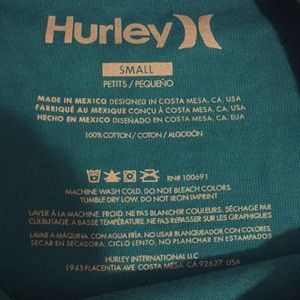 Hurley
SMALL
PETITS / PEQUEÑO
MADE IN MEXICO DESIGNED IN COSTA MESA, CA. USA
FABRIQUÉ AU MEXIQUE CONÇU À COSTA MESA, CA. USA
HECHO EN MEXICO DISEÑADO EN COSTA MESA, CA. EUA
100% COTTON / COTON / ALGODÓN
RN# 100691
MACHINE WASH COLD, DO NOT BLEACH COLORS
TUMBLE DRY LOW, DO NOT IRON IMPRINT
LAVER À LA MACHINE, FROID, NE PAS BLANCHIR COULEURS, SÉCHAGE PAR
CULBUTAGE, À BASSE TEMPÉRATURE, NE PAS REPASSER SUR LES GRAPHIQUES
LAVAR A MÁQUINA CON AGUA FRÍA, NO USAR BLANQUEADOR CON COLORES,
SECAR EN SECADORA, CICLO LENTO, NO PLANCHAR EN ESTAMPADOS
HURLEY INTERNATIONAL LLC
1945 PLACENTIA AVE. COSTA MESA, CA 92627 USA